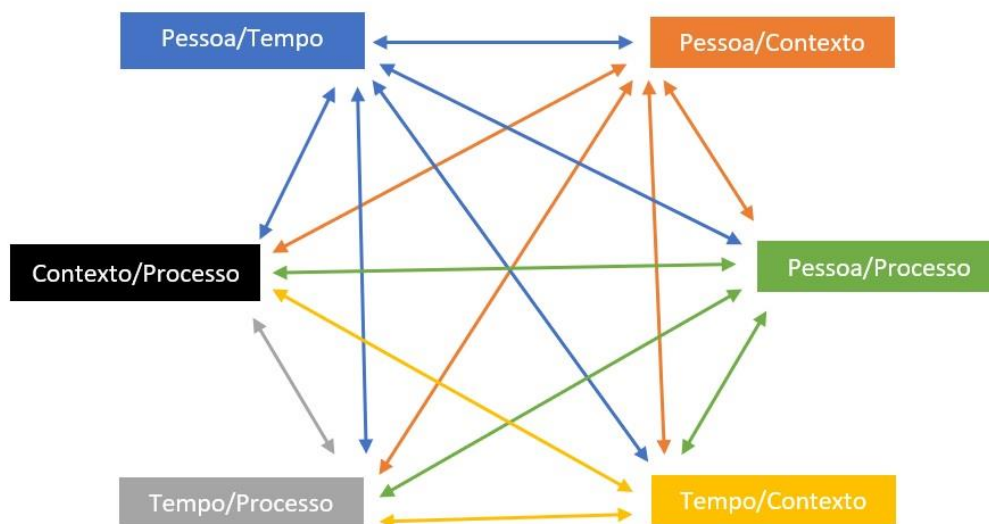 Pessoa/Tempo
Pessoa/Contexto
Contexto/Processo
Pessoa/Processo
Tempo/Processo
Tempo/Contexto